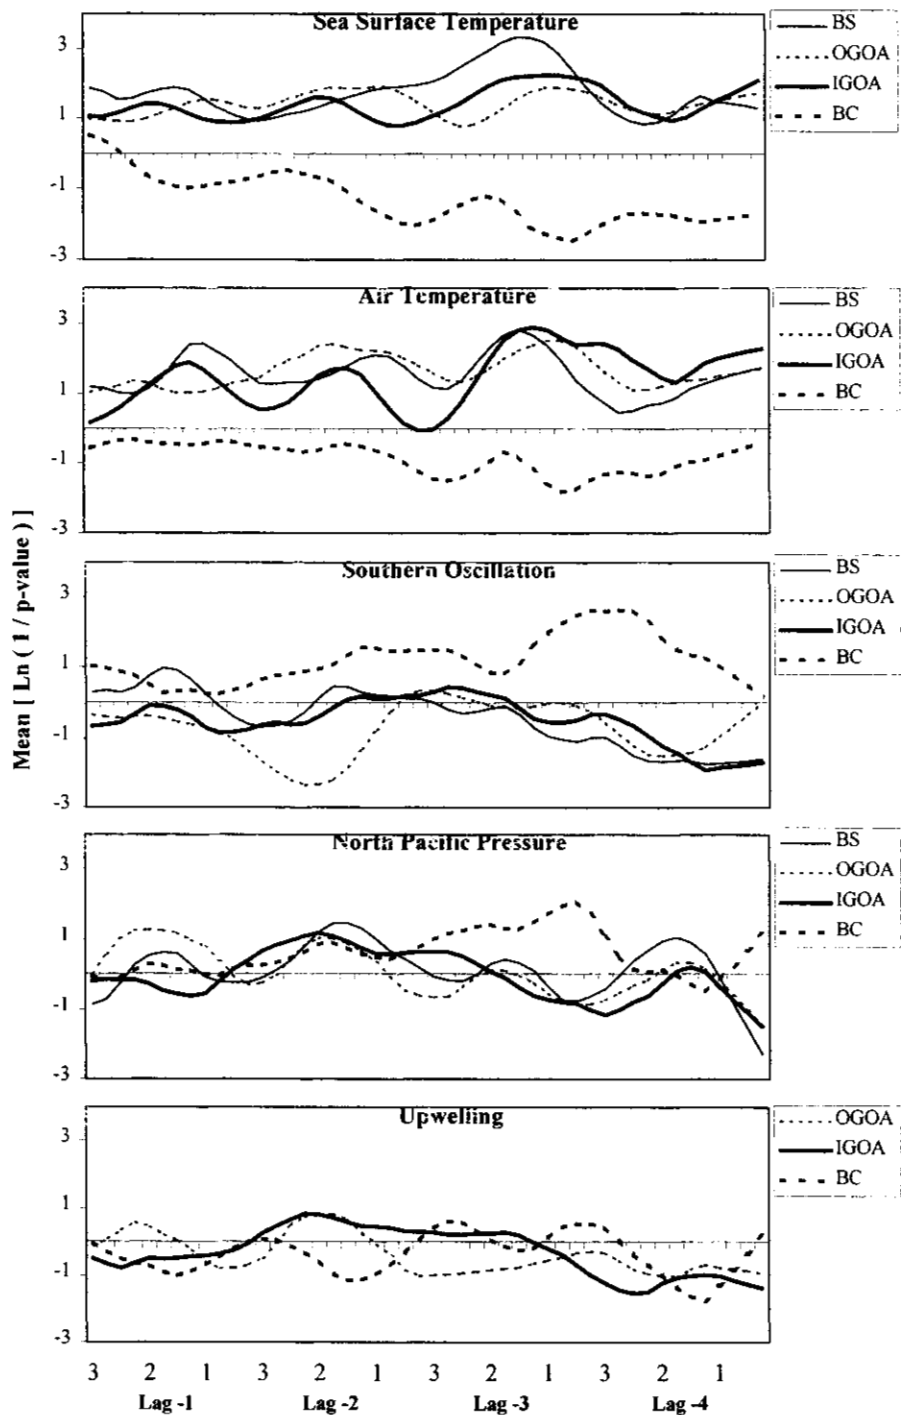 Sea Surface Temperature
3
1
-1
-3
BS
OGOA
IGOA
BC
Air Temperature
3
1
-1
-3
BS
OGOA
IGOA
BC
Mean [ Ln ( 1 / p-value ) ]
Southern Oscillation
3
1
-1
-3
BS
OGOA
IGOA
BC
North Pacific Pressure
3
1
-1
-3
BS
OGOA
IGOA
BC
Upwelling
3
1
-1
-3
OGOA
IGOA
BC
3 2 1 3 2 1 3 2 1 3 2 1
Lag -1 Lag -2 Lag -3 Lag -4